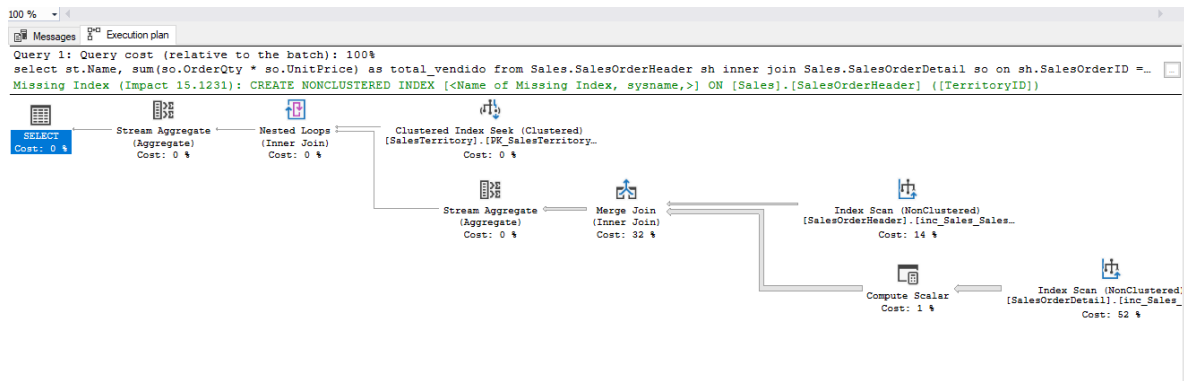 100 %
Messages Execution plan
Query 1: Query cost (relative to the batch): 100%
select st.Name, sum(so.OrderQty * so.UnitPrice) as total_vendido from Sales.SalesOrderHeader sh inner join Sales.SalesOrderDetail so on sh.SalesOrderID =…
Missing Index (Impact 15.1231): CREATE NONCLUSTERED INDEX [<Name of Missing Index, sysname,>] ON [Sales].[SalesOrderHeader] ([TerritoryID])
SELECT
Cost: 0 %
Stream Aggregate
(Aggregate)
Cost: 0 %
Nested Loops
(Inner Join)
Cost: 0 %
Clustered Index Seek (Clustered)
[SalesTerritory].[PK_SalesTerritory…
Cost: 0 %
Stream Aggregate
(Aggregate)
Cost: 0 %
Merge Join
(Inner Join)
Cost: 32 %
Index Scan (NonClustered)
[SalesOrderHeader].[inc_Sales_Sales…
Cost: 14 %
Compute Scalar
Cost: 1 %
Index Scan (NonClustered)
[SalesOrderDetail].[inc_Sales_
Cost: 52 %